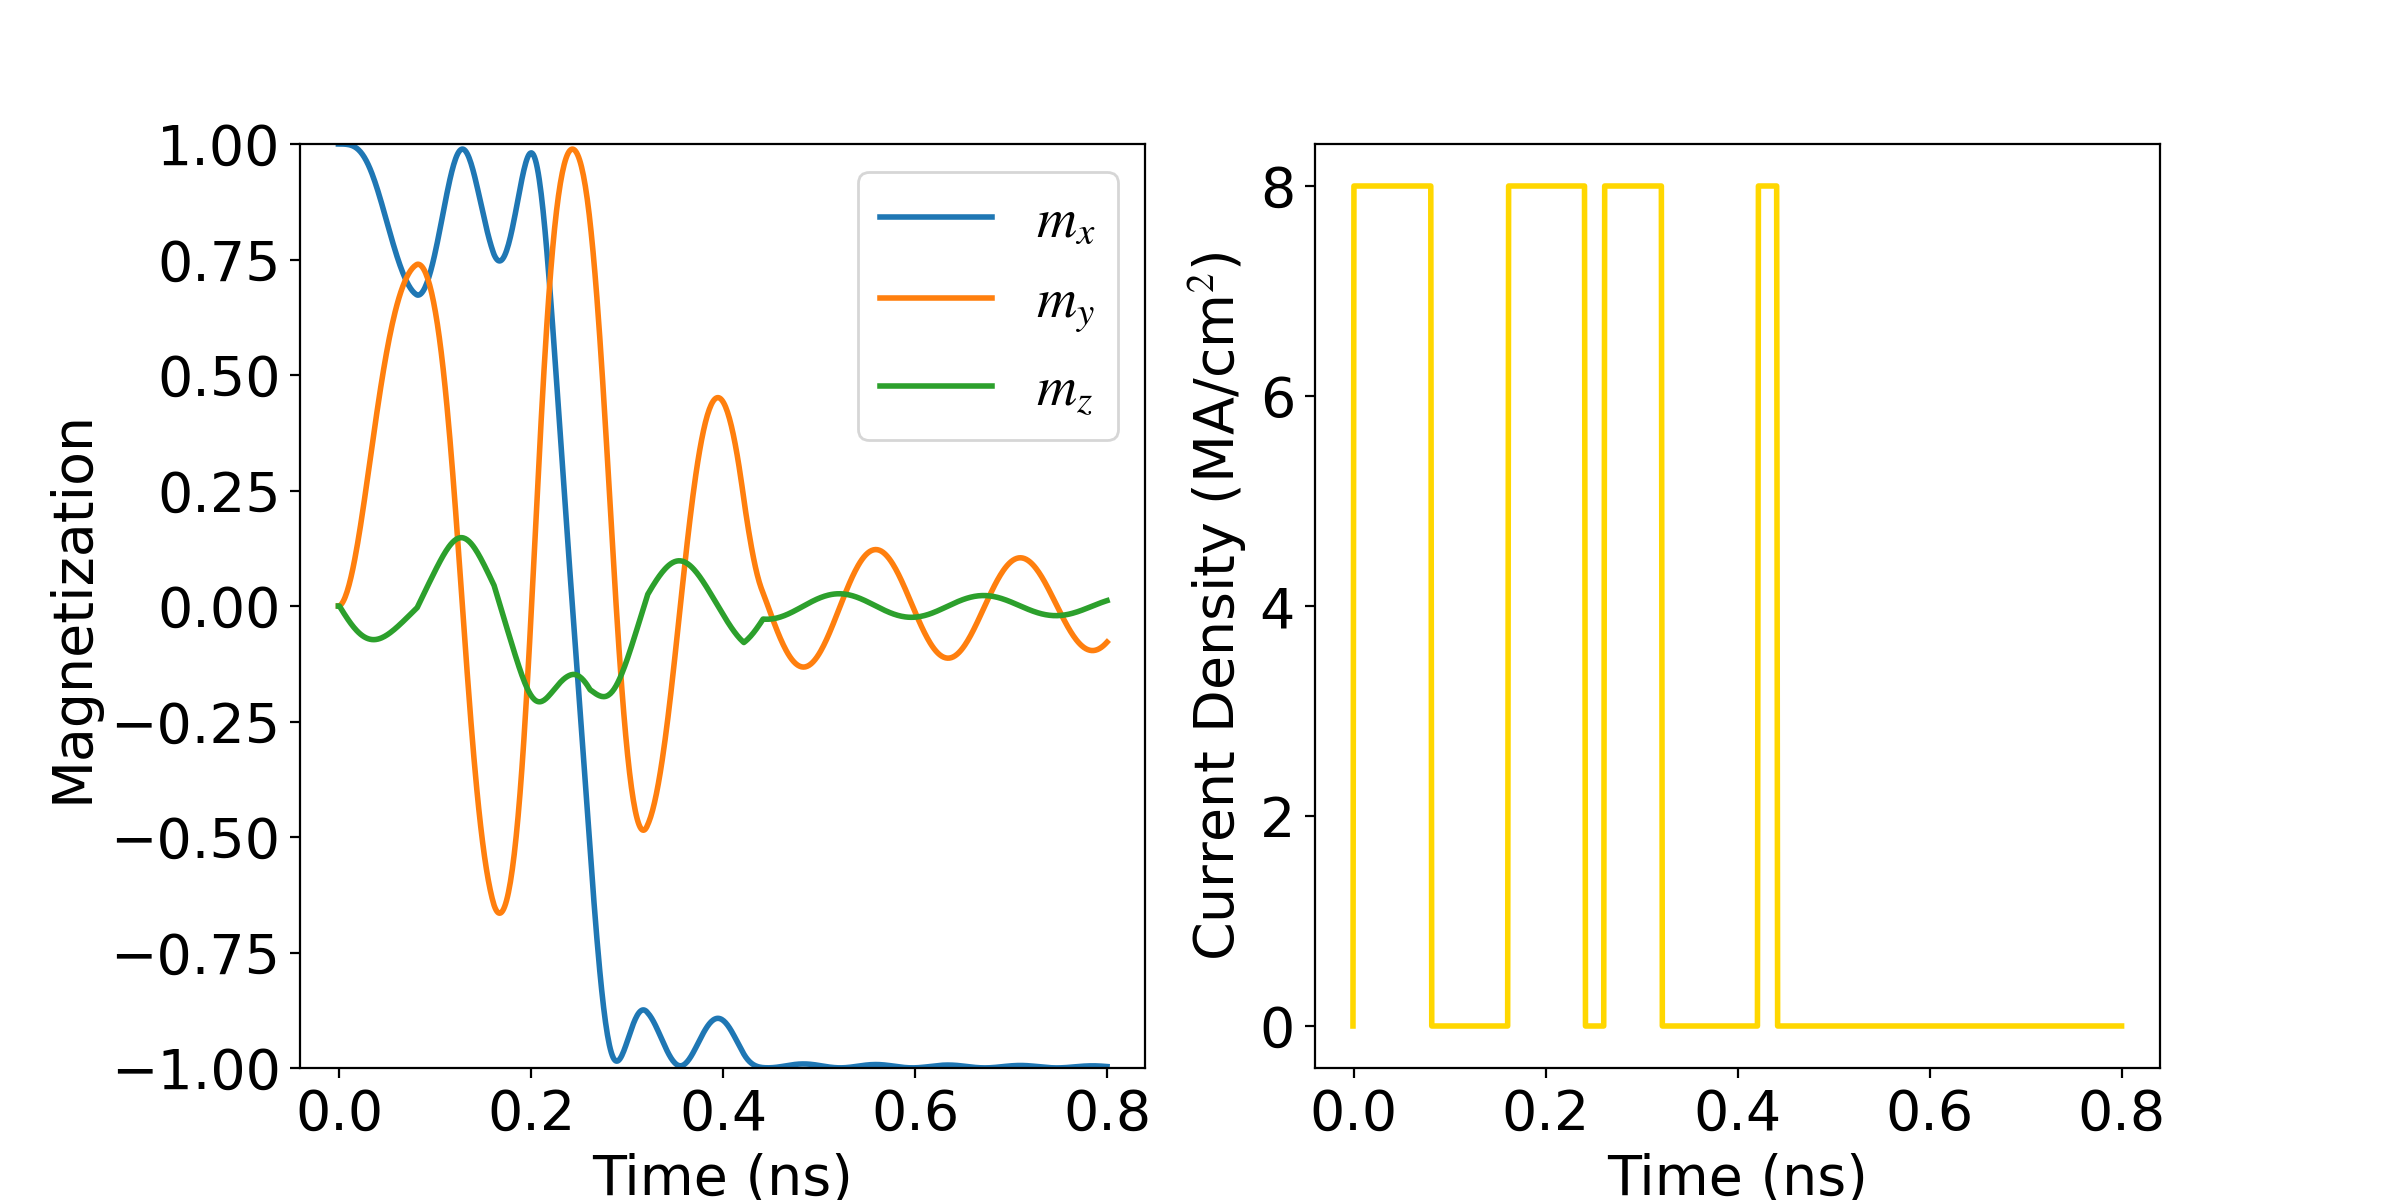 Magnetization
1.00
0.75
0.50
0.25
0.00
−0.25
−0.50
−0.75
−1.00
0.0 0.2 0.4 0.6 0.8
Time (ns)
m_x
m_y
m_z
Current Density (MA/cm²)
8
6
4
2
0
0.0 0.2 0.4 0.6 0.8
Time (ns)